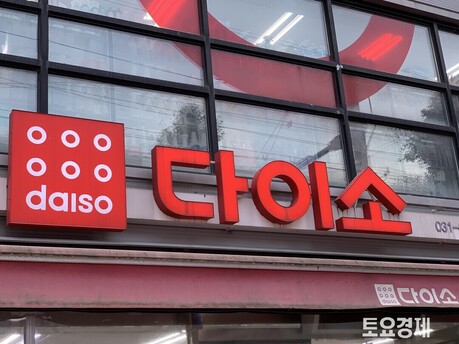 daiso
다이소
031-
다이소
토요경제